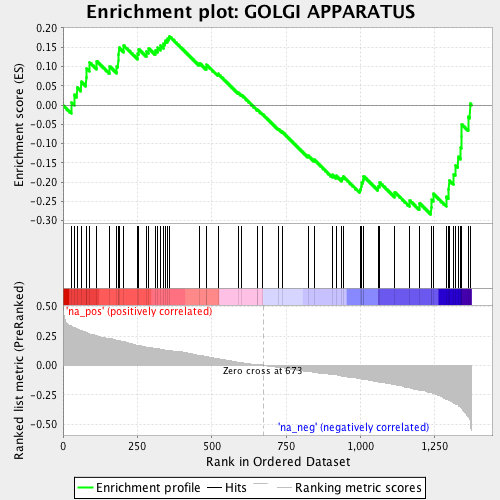 Enrichment plot: GOLGI APPARATUS
Enrichment score (ES)
0.20
0.15
0.10
0.05
0.00
-0.05
-0.10
-0.15
-0.20
-0.25
-0.30
'na_pos' (positively correlated)
Ranked list metric (PreRanked)
0.50
0.25
0.00
-0.25
-0.50
Zero cross at 673
'na_neg' (negatively correlated)
0
250
500
750
1,000
1,250
Rank in Ordered Dataset
Enrichment profile
Hits
Ranking metric scores